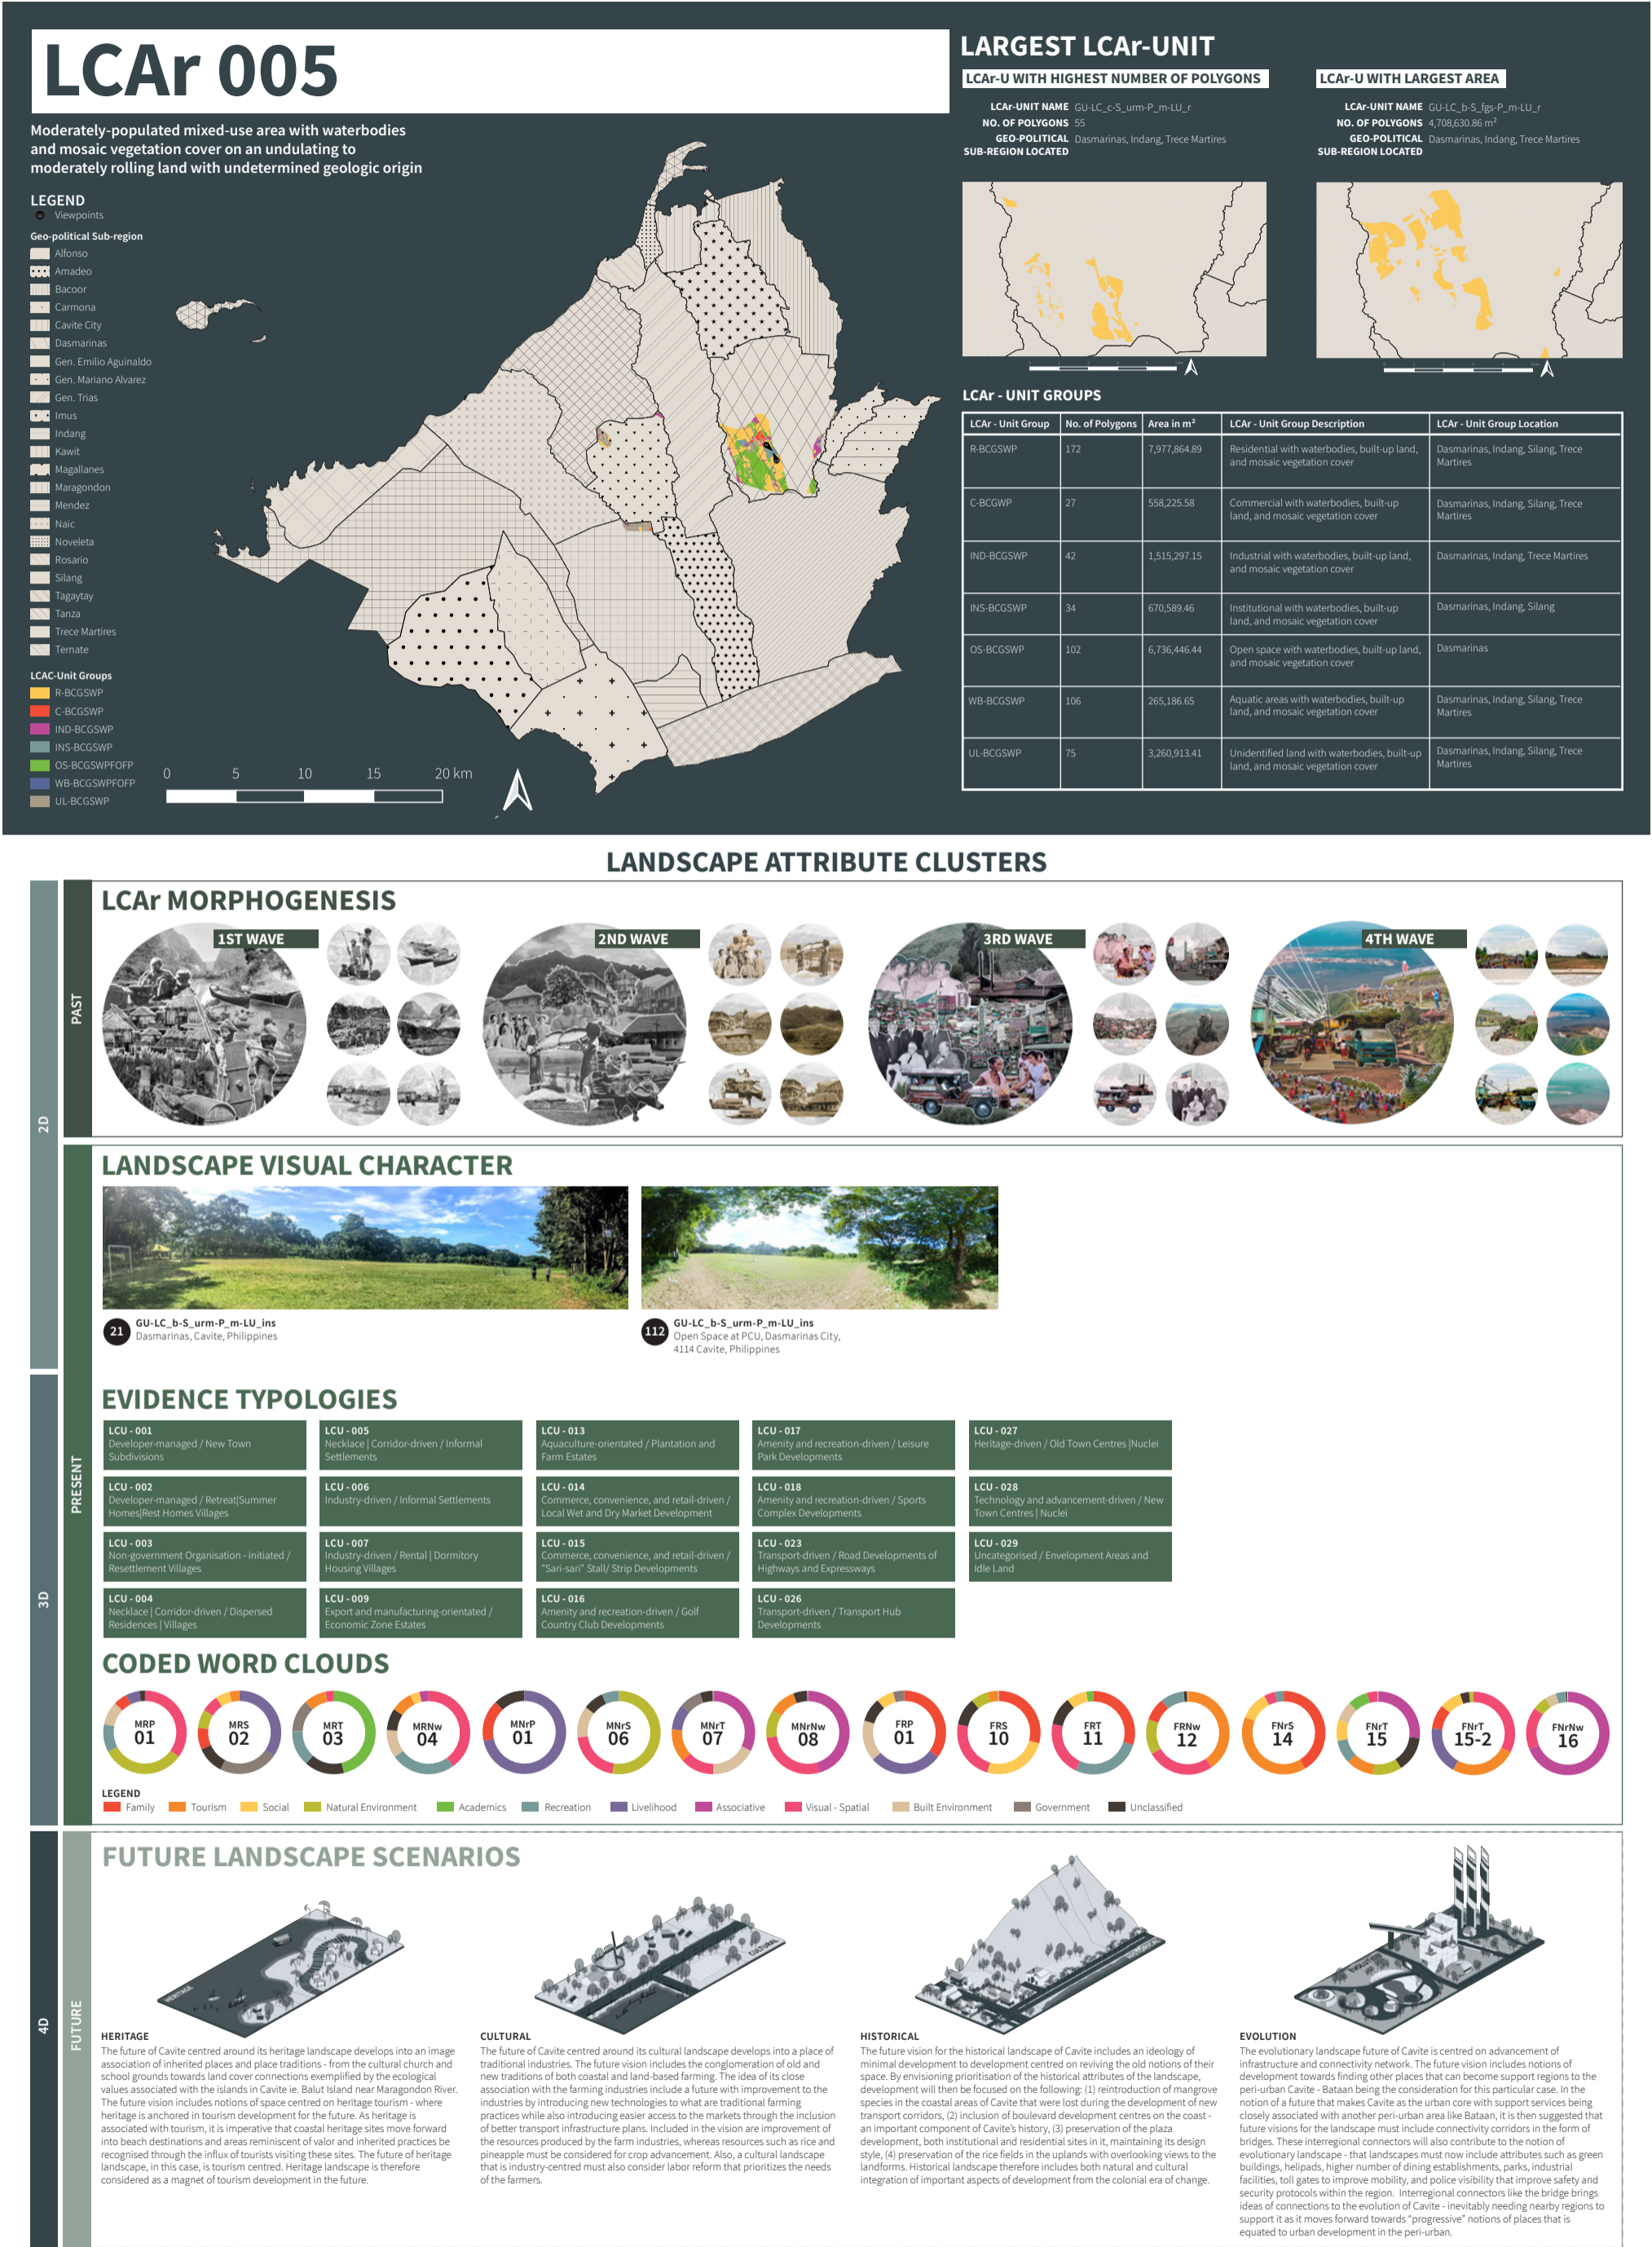 LCAr 005
Moderately-populated mixed-use area with waterbodies
and mosaic vegetation cover on an undulating to
moderately rolling land with undetermined geologic origin
LEGEND
Viewpoints
Geo-political Sub-region
Alfonso
Amadeo
Bacoor
Carmona
Cavite City
Dasmarinas
Gen. Emilio Aguinaldo
Gen. Mariano Alvarez
Gen. Trias
Imus
Indang
Kawit
Magallanes
Maragondon
Mendez
Naic
Noveleta
Rosario
Silang
Tagaytay
Tanza
Trece Martires
Ternate
LCAC-Unit Groups
R-BCGSWP
C-BCGSWP
IND-BCGSWP
INS-BCGSWP
OS-BCGSWPFOFP
WB-BCGSWPFOFP
UL-BCGSWP
0 5 10 15 20 km
LARGEST LCAr-UNIT
LCAr-U WITH HIGHEST NUMBER OF POLYGONS
LCAr-UNIT NAME GU-LC_c-S_urm-P_m-LU_r
NO. OF POLYGONS 55
GEO-POLITICAL Dasmarinas, Indang, Trece Martires
SUB-REGION LOCATED
LCAr-U WITH LARGEST AREA
LCAr-UNIT NAME GU-LC_b-S_fgs-P_m-LU_r
NO. OF POLYGONS 4,708,630.86 m²
GEO-POLITICAL Dasmarinas, Indang, Trece Martires
SUB-REGION LOCATED
LCAr - UNIT GROUPS
LCAr - Unit Group No. of Polygons Area in m² LCAr - Unit Group Description LCAr - Unit Group Location
R-BCGSWP 172 7,977,864.89 Residential with waterbodies, built-up land, Dasmarinas, Indang, Silang, Trece
and mosaic vegetation cover Martires
C-BCGWP 27 558,225.58 Commercial with waterbodies, built-up Dasmarinas, Indang, Silang, Trece
land, and mosaic vegetation cover Martires
IND-BCGSWP 42 1,515,297.15 Industrial with waterbodies, built-up land, Dasmarinas, Indang, Trece Martires
and mosaic vegetation cover
INS-BCGSWP 34 670,589.46 Institutional with waterbodies, built-up Dasmarinas, Indang, Silang
land, and mosaic vegetation cover
OS-BCGSWP 102 6,736,446.44 Open space with waterbodies, built-up land, Dasmarinas
and mosaic vegetation cover
WB-BCGSWP 106 265,186.65 Aquatic areas with waterbodies, built-up Dasmarinas, Indang, Silang, Trece
land, and mosaic vegetation cover Martires
UL-BCGSWP 75 3,260,913.41 Unidentified land with waterbodies, built-up Dasmarinas, Indang, Silang, Trece
land, and mosaic vegetation cover Martires
LANDSCAPE ATTRIBUTE CLUSTERS
2D
3D
4D
PAST
PRESENT
FUTURE
LCAr MORPHOGENESIS
1ST WAVE
2ND WAVE
3RD WAVE
4TH WAVE
LANDSCAPE VISUAL CHARACTER
21 GU-LC_b-S_urm-P_m-LU_ins
Dasmarinas, Cavite, Philippines
112 GU-LC_b-S_urm-P_m-LU_ins
Open Space at PCU, Dasmarinas City,
4114 Cavite, Philippines
EVIDENCE TYPOLOGIES
LCU - 001
Developer-managed / New Town
Subdivisions
LCU - 005
Necklace | Corridor-driven / Informal
Settlements
LCU - 013
Aquaculture-orientated / Plantation and
Farm Estates
LCU - 017
Amenity and recreation-driven / Leisure
Park Developments
LCU - 027
Heritage-driven / Old Town Centres |Nuclei
LCU - 002
Developer-managed / Retreat|Summer
Homes|Rest Homes Villages
LCU - 006
Industry-driven / Informal Settlements
LCU - 014
Commerce, convenience, and retail-driven /
Local Wet and Dry Market Development
LCU - 018
Amenity and recreation-driven / Sports
Complex Developments
LCU - 028
Technology and advancement-driven / New
Town Centres | Nuclei
LCU - 003
Non-government Organisation - initiated /
Resettlement Villages
LCU - 007
Industry-driven / Rental | Dormitory
Housing Villages
LCU - 015
Commerce, convenience, and retail-driven /
"Sari-sari" Stall/ Strip Developments
LCU - 023
Transport-driven / Road Developments of
Highways and Expressways
LCU - 029
Uncategorised / Envelopment Areas and
Idle Land
LCU - 004
Necklace | Corridor-driven / Dispersed
Residences | Villages
LCU - 009
Export and manufacturing-orientated /
Economic Zone Estates
LCU - 016
Amenity and recreation-driven / Golf
Country Club Developments
LCU - 026
Transport-driven / Transport Hub
Developments
CODED WORD CLOUDS
MRP 01
MRS 02
MRT 03
MRNw 04
MNrP 01
MNrS 06
MNrT 07
MNrNw 08
FRP 01
FRS 10
FRT 11
FRNw 12
FNrS 14
FNrT 15
FNrT 15-2
FNrNw 16
LEGEND
Family Tourism Social Natural Environment Academics Recreation Livelihood Associative Visual - Spatial Built Environment Government Unclassified
FUTURE LANDSCAPE SCENARIOS
HERITAGE
CULTURAL
HERITAGE
The future of Cavite centred around its heritage landscape develops into an image
association of inherited places and place traditions - from the cultural church and
school grounds towards land cover connections exemplified by the ecological
values associated with the islands in Cavite ie. Balut Island near Maragondon River.
The future vision includes notions of space centred on heritage tourism - where
heritage is anchored in tourism development for the future. As heritage is
associated with tourism, it is imperative that coastal heritage sites move forward
into beach destinations and areas reminiscent of valor and inherited practices be
recognised through the influx of tourists visiting these sites. The future of heritage
landscape, in this case, is tourism centred. Heritage landscape is therefore
considered as a magnet of tourism development in the future.
CULTURAL
The future of Cavite centred around its cultural landscape develops into a place of
traditional industries. The future vision includes the conglomeration of old and
new traditions of both coastal and land-based farming. The idea of its close
association with the farming industries include a future with improvement to the
industries by introducing new technologies to what are traditional farming
practices while also introducing easier access to the markets through the inclusion
of better transport infrastructure plans. Included in the vision are improvement of
the resources produced by the farm industries, whereas resources such as rice and
pineapple must be considered for crop advancement. Also, a cultural landscape
that is industry-centred must also consider labor reform that prioritizes the needs
of the farmers.
HISTORICAL
The future vision for the historical landscape of Cavite includes an ideology of
minimal development to development centred on reviving the old notions of their
space. By envisioning prioritisation of the historical attributes of the landscape,
development will then be focused on the following: (1) reintroduction of mangrove
species in the coastal areas of Cavite that were lost during the development of new
transport corridors, (2) inclusion of boulevard development centres on the coast -
an important component of Cavite's history, (3) preservation of the plaza
development, both institutional and residential sites in it, maintaining its design
style, (4) preservation of the rice fields in the uplands with overlooking views to the
landforms. Historical landscape therefore includes both natural and cultural
integration of important aspects of development from the colonial era of change.
EVOLUTION
The evolutionary landscape future of Cavite is centred on advancement of
infrastructure and connectivity network. The future vision includes notions of
development towards finding other places that can become support regions to the
peri-urban Cavite - Bataan being the consideration for this particular case. In the
notion of a future that makes Cavite as the urban core with support services being
closely associated with another peri-urban area like Bataan, it is then suggested that
future visions for the landscape must include connectivity corridors in the form of
bridges. These interregional connectors will also contribute to the notion of
evolutionary landscape - that landscapes must now include attributes such as green
buildings, helipads, higher number of dining establishments, parks, industrial
facilities, toll gates to improve mobility, and police visibility that improve safety and
security protocols within the region. Interregional connectors like the bridge brings
ideas of connections to the evolution of Cavite - inevitably needing nearby regions to
support it as it moves forward towards "progressive" notions of places that is
equated to urban development in the peri-urban.